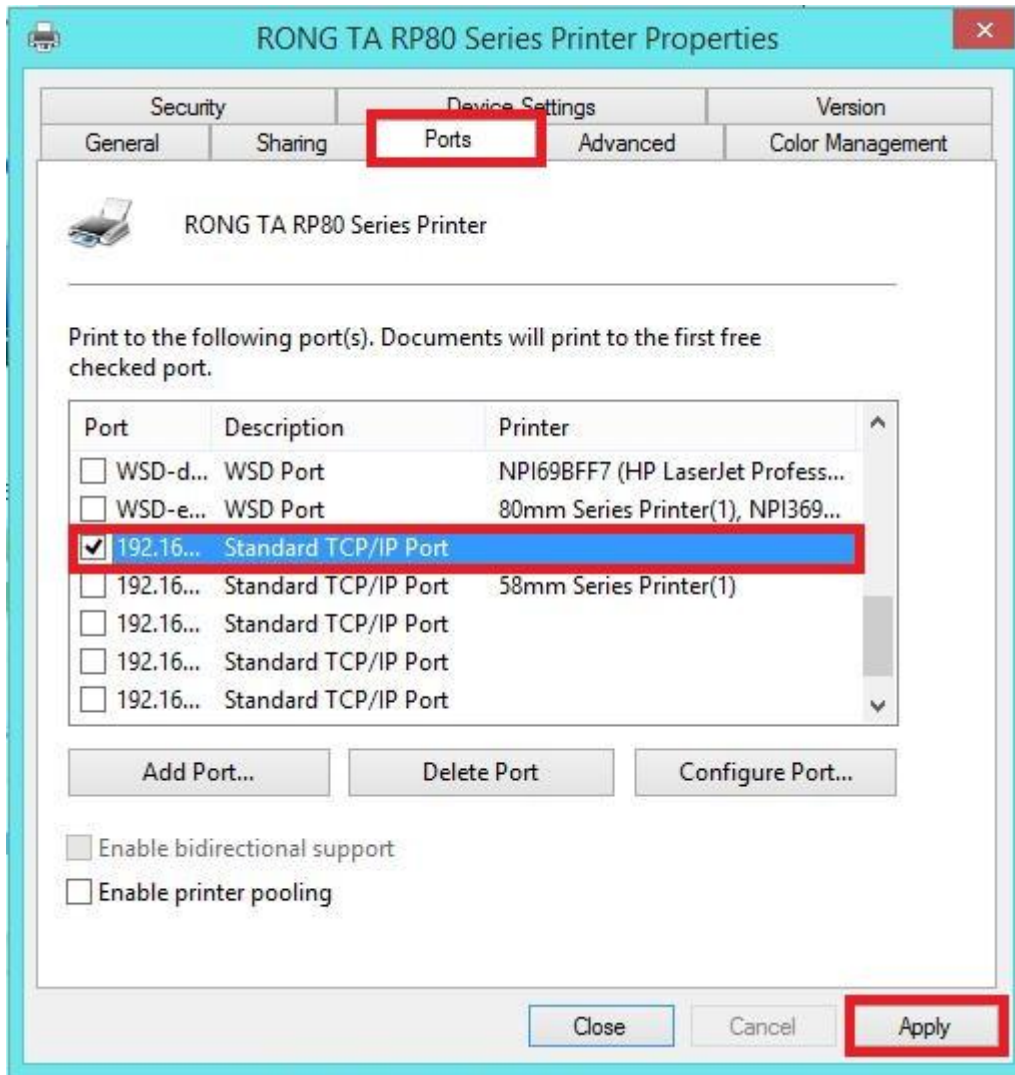 RONG TA RP80 Series Printer Properties
Security Device Settings Version
General Sharing Ports Advanced Color Management
RONG TA RP80 Series Printer
Print to the following port(s). Documents will print to the first free
checked port.
Port Description Printer
WSD-d... WSD Port NPI69BFF7 (HP LaserJet Profess...
WSD-e... WSD Port 80mm Series Printer(1), NPI369...
192.16... Standard TCP/IP Port
192.16... Standard TCP/IP Port 58mm Series Printer(1)
192.16... Standard TCP/IP Port
192.16... Standard TCP/IP Port
192.16... Standard TCP/IP Port
Add Port... Delete Port Configure Port...
Enable bidirectional support
Enable printer pooling
Close Cancel Apply